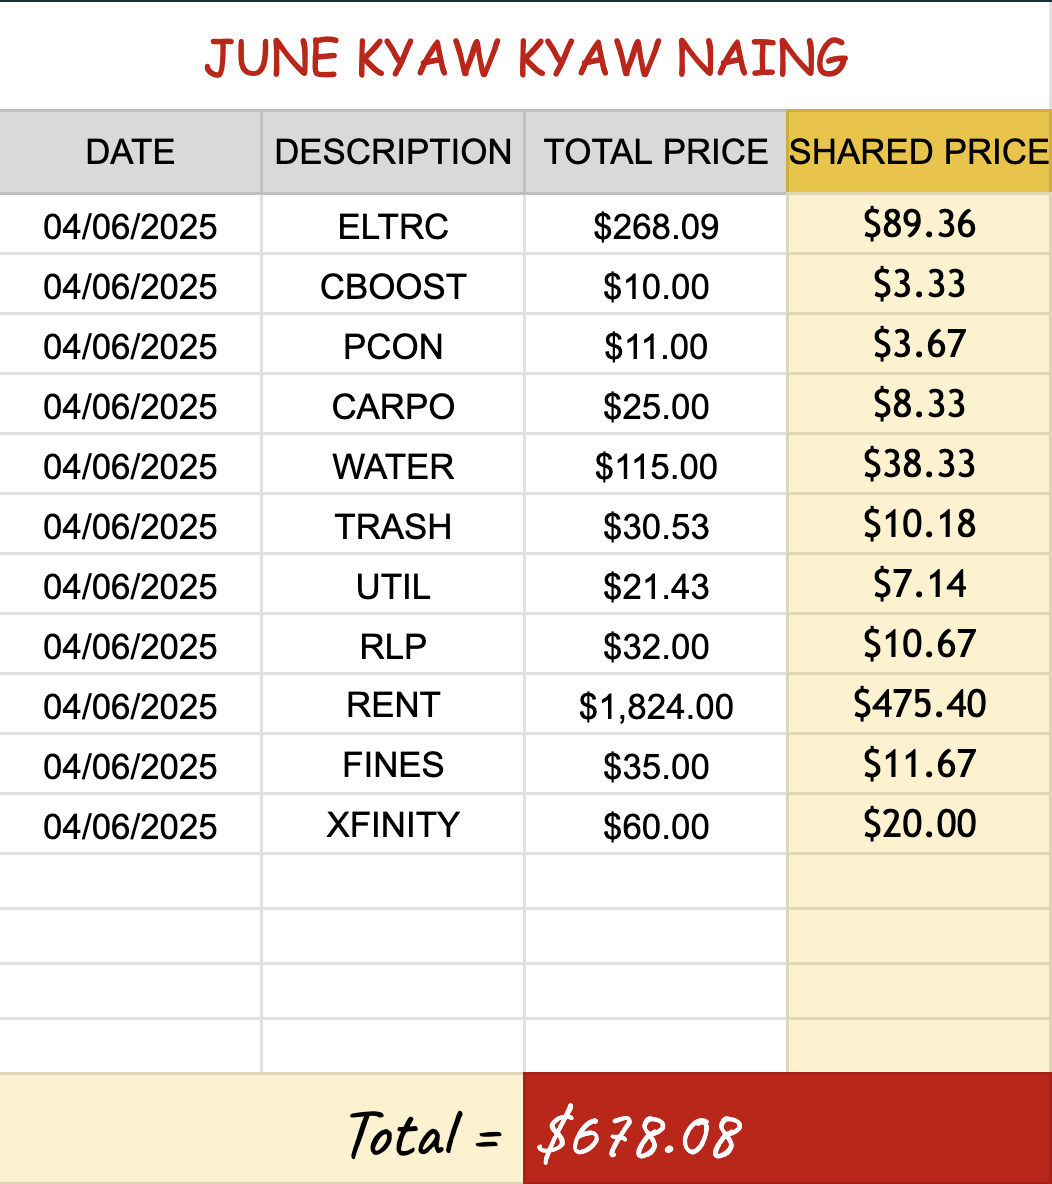 JUNE KYAW KYAW NAING
DATE DESCRIPTION TOTAL PRICE SHARED PRICE
04/06/2025 ELTRC $268.09 $89.36
04/06/2025 CBOOST $10.00 $3.33
04/06/2025 PCON $11.00 $3.67
04/06/2025 CARPO $25.00 $8.33
04/06/2025 WATER $115.00 $38.33
04/06/2025 TRASH $30.53 $10.18
04/06/2025 UTIL $21.43 $7.14
04/06/2025 RLP $32.00 $10.67
04/06/2025 RENT $1,824.00 $475.40
04/06/2025 FINES $35.00 $11.67
04/06/2025 XFINITY $60.00 $20.00
Total = $678.08